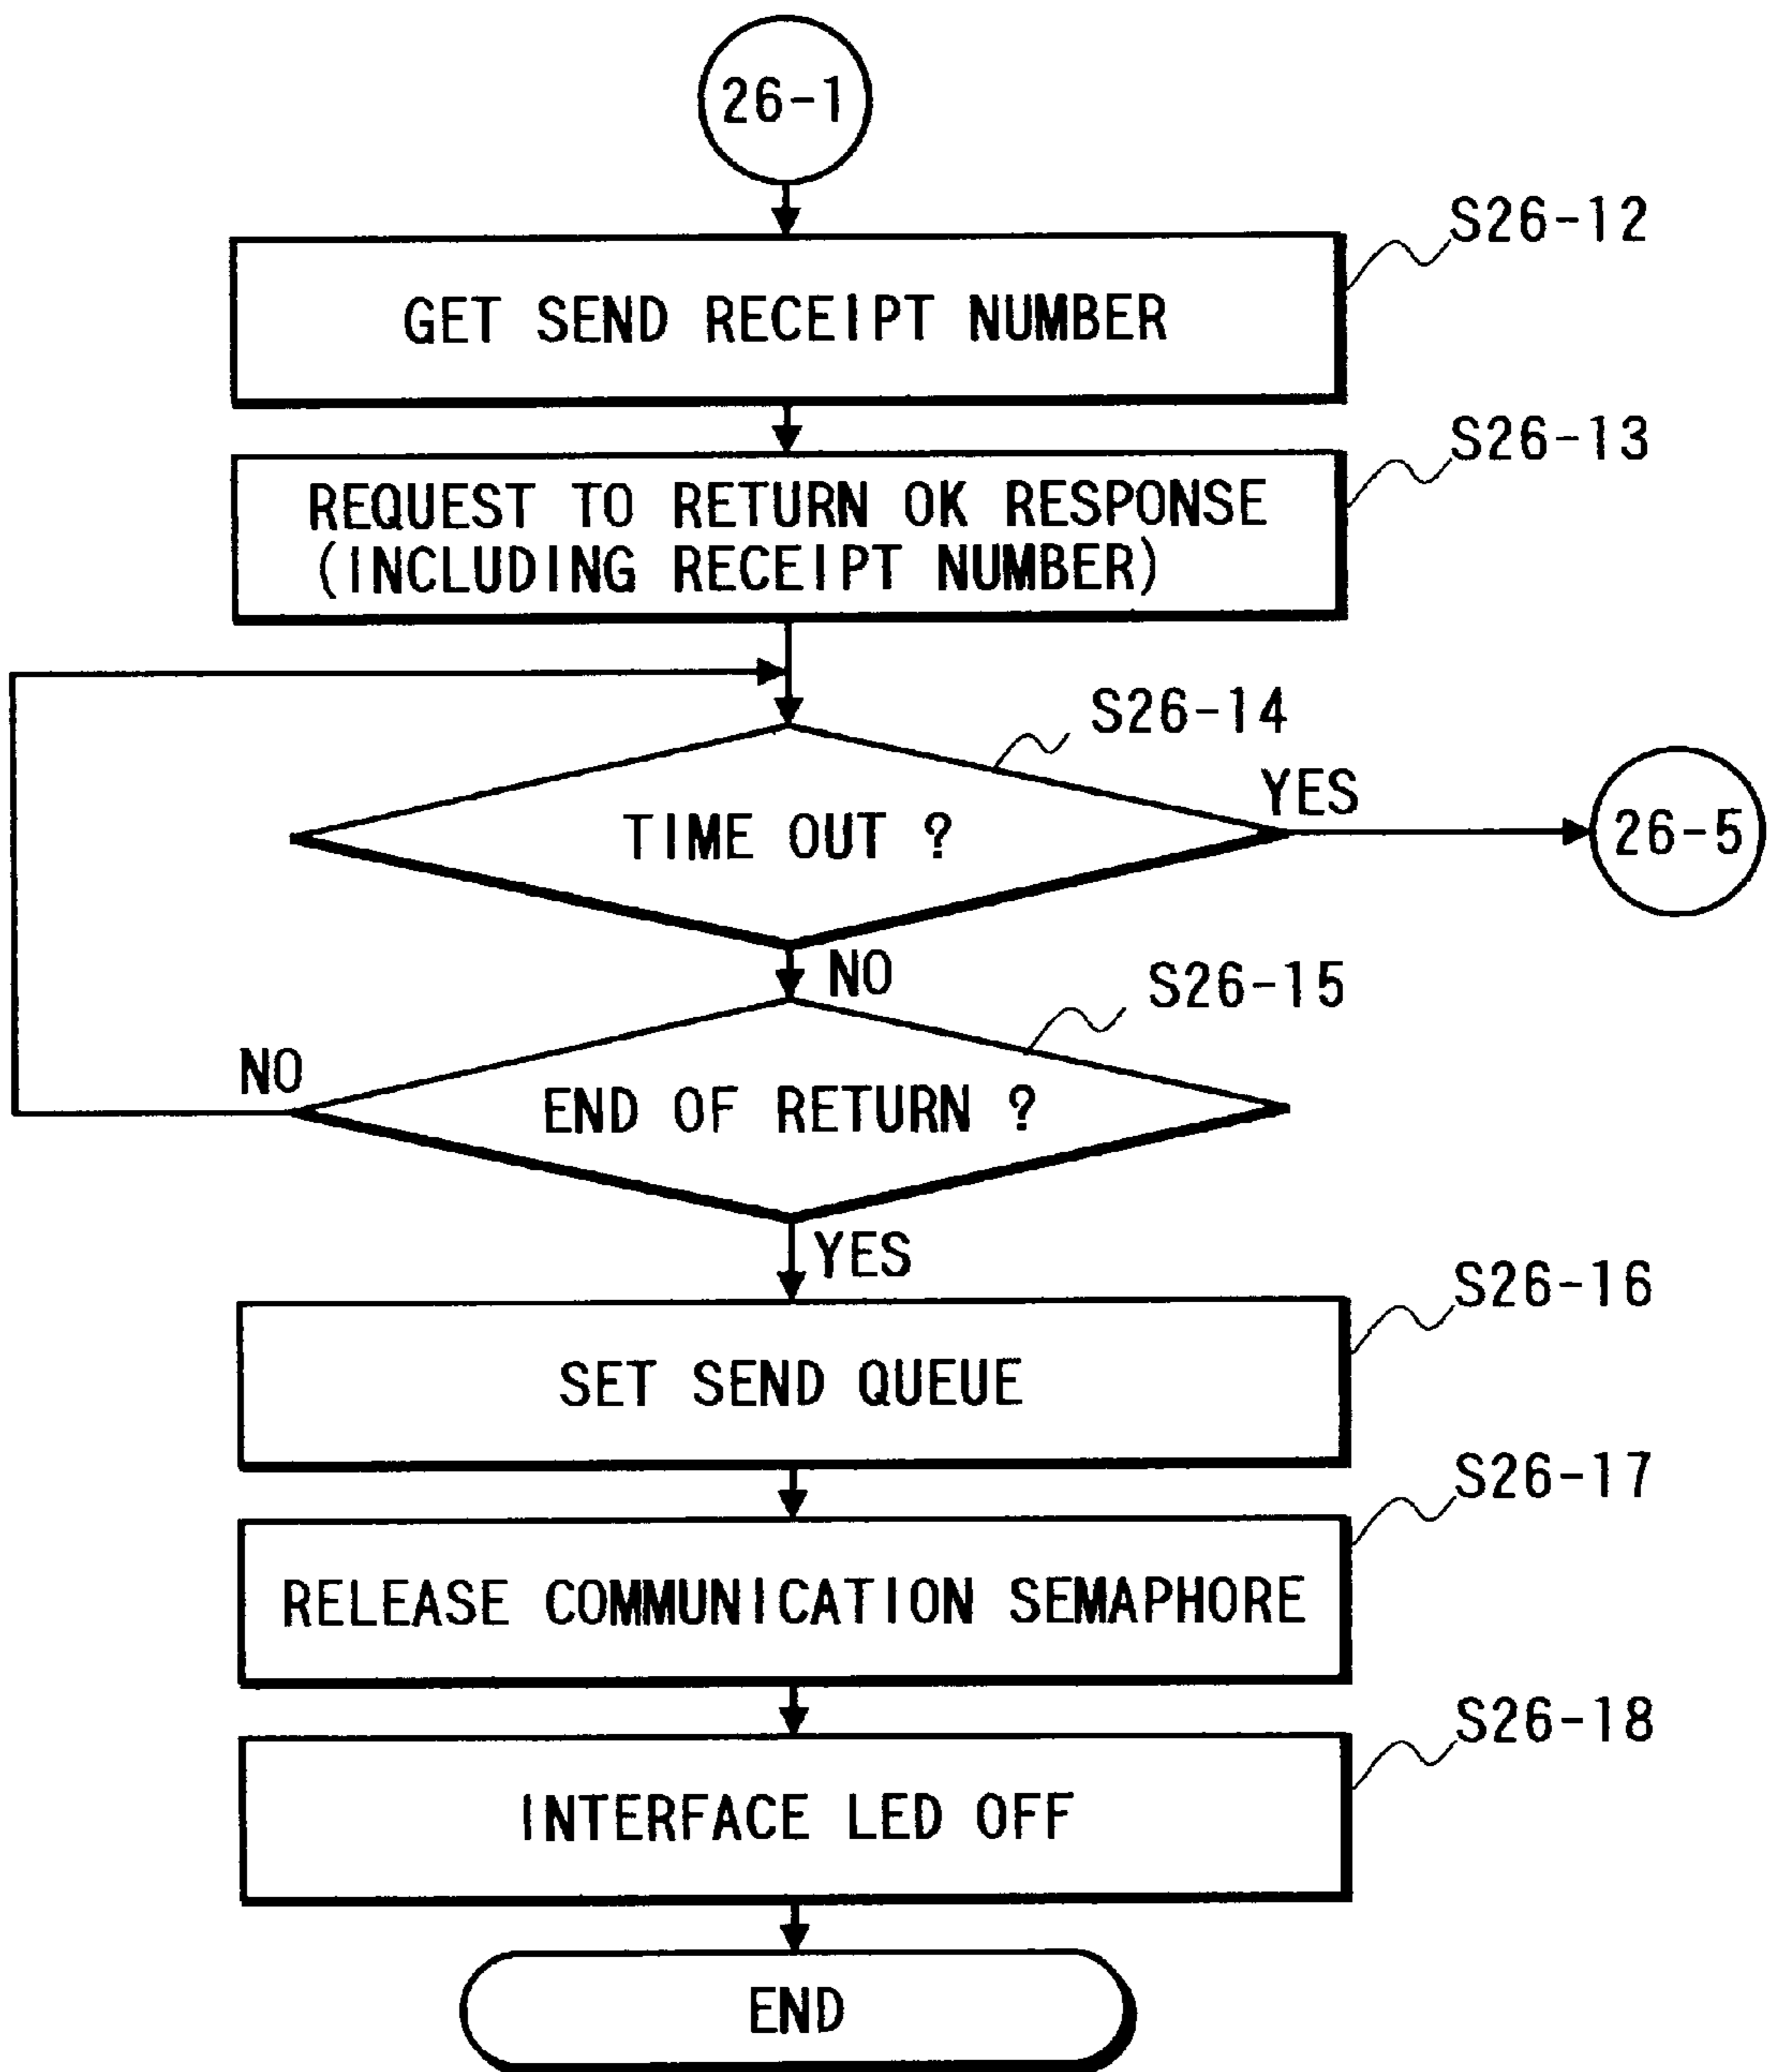 26-1
S26-12
GET SEND RECEIPT NUMBER
S26-13
REQUEST TO RETURN OK RESPONSE
(INCLUDING RECEIPT NUMBER)
S26-14
YES
TIME OUT ?
26-5
NO
S26-15
NO
END OF RETURN ?
YES
S26-16
SET SEND QUEUE
S26-17
RELEASE COMMUNICATION SEMAPHORE
S26-18
INTERFACE LED OFF
END